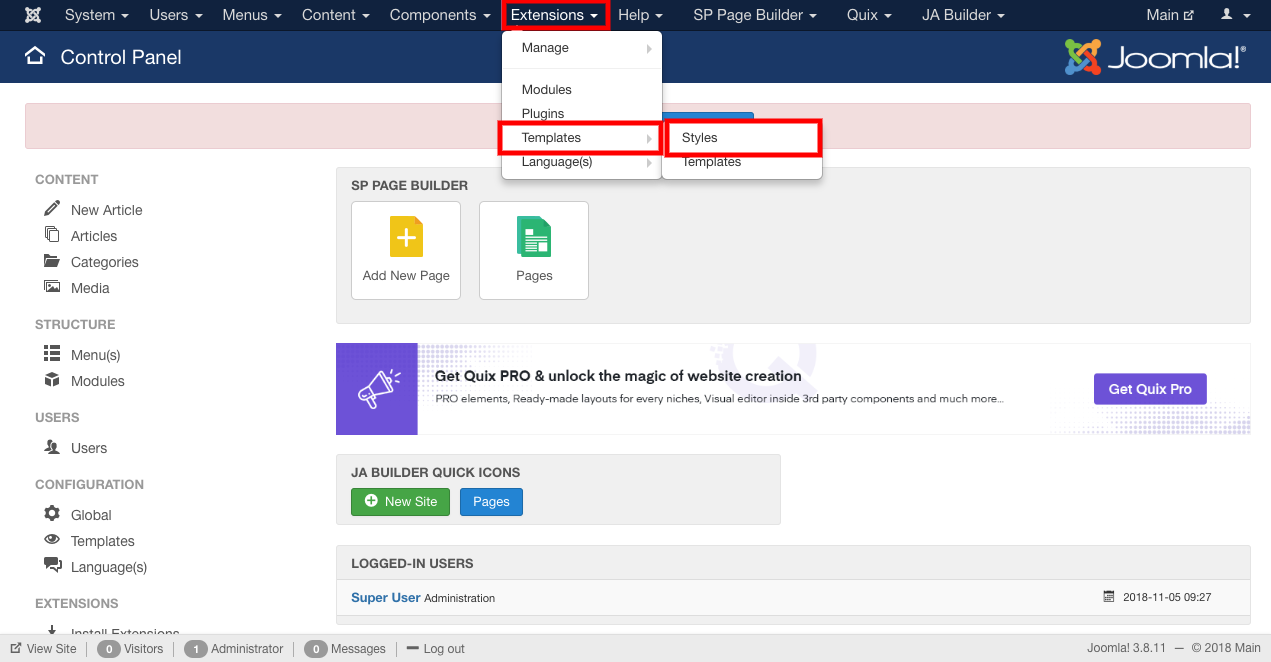 System Users Menus Content Components Extensions Help SP Page Builder Quix JA Builder Main
Control Panel
Joomla!®
Manage
Modules
Plugins
Templates
Language(s)
Styles
Templates
CONTENT
New Article
Articles
Categories
Media
STRUCTURE
Menu(s)
Modules
USERS
Users
CONFIGURATION
Global
Templates
Language(s)
EXTENSIONS
Install Extensions
SP PAGE BUILDER
Add New Page
Pages
Get Quix PRO & unlock the magic of website creation
PRO elements, Ready-made layouts for every niches, Visual editor inside 3rd party components and much more...
Get Quix Pro
JA BUILDER QUICK ICONS
New Site
Pages
LOGGED-IN USERS
Super User Administration
2018-11-05 09:27
View Site 0 Visitors 1 Administrator 0 Messages Log out
Joomla! 3.8.11 — © 2018 Main